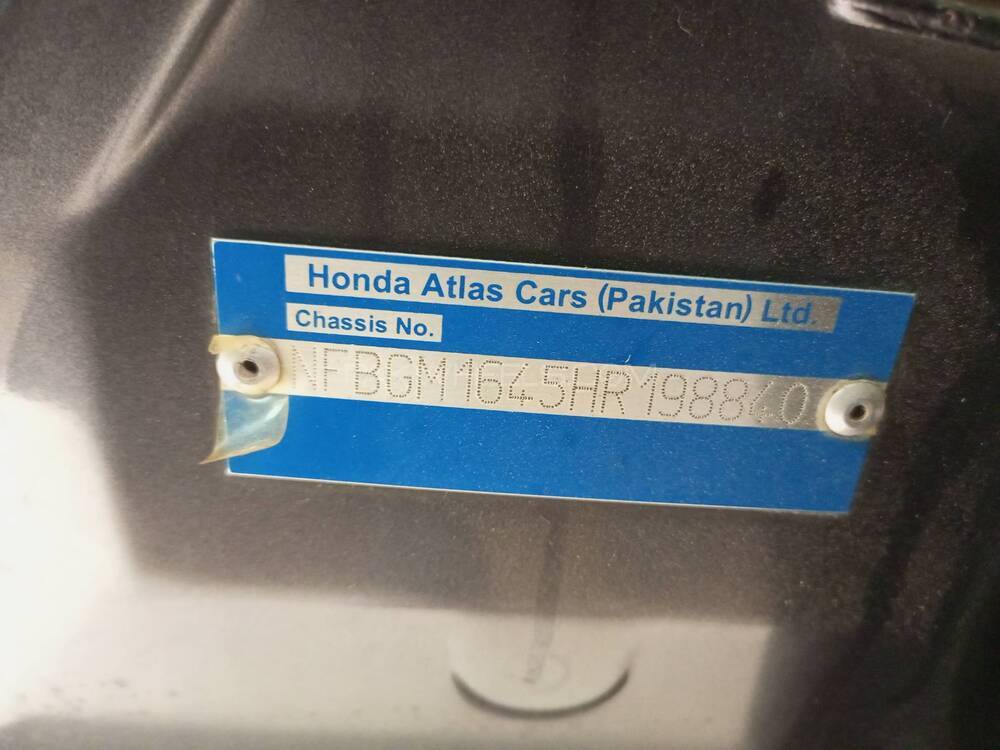 Honda Atlas Cars (Pakistan) Ltd.
Chassis No.
NFBGM1645HR198840